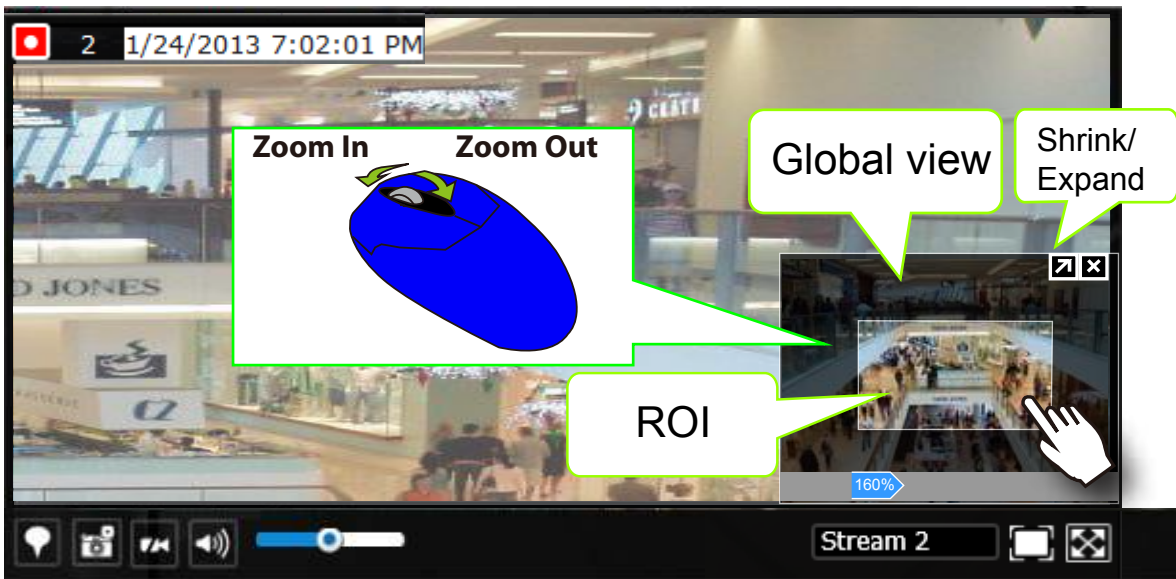 2 1/24/2013 7:02:01 PM
CRATE
Zoom In Zoom Out
Global view
Shrink/
Expand
JONES
ROI
160%
Stream 2